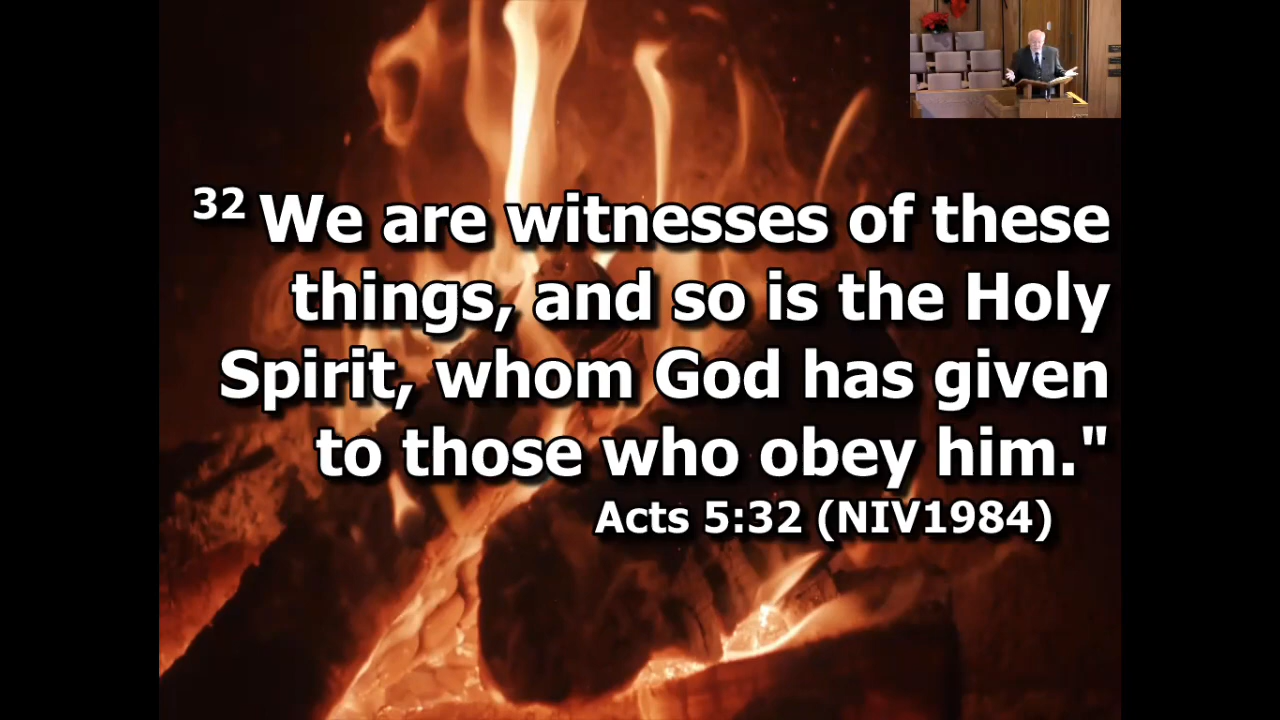 32 We are witnesses of these
things, and so is the Holy
Spirit, whom God has given
to those who obey him."
Acts 5:32 (NIV1984)